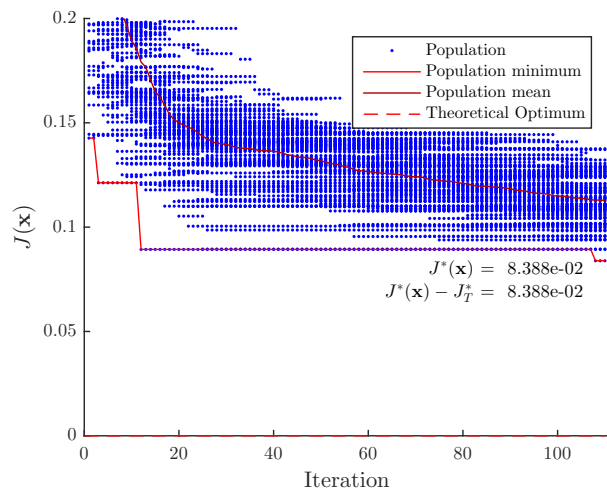 0.2
0.15
0.1
0.05
0
J(x)
Population
Population minimum
Population mean
Theoretical Optimum
J*(x) = 8.388e-02
J*(x) − J*_T = 8.388e-02
0 20 40 60 80 100
Iteration